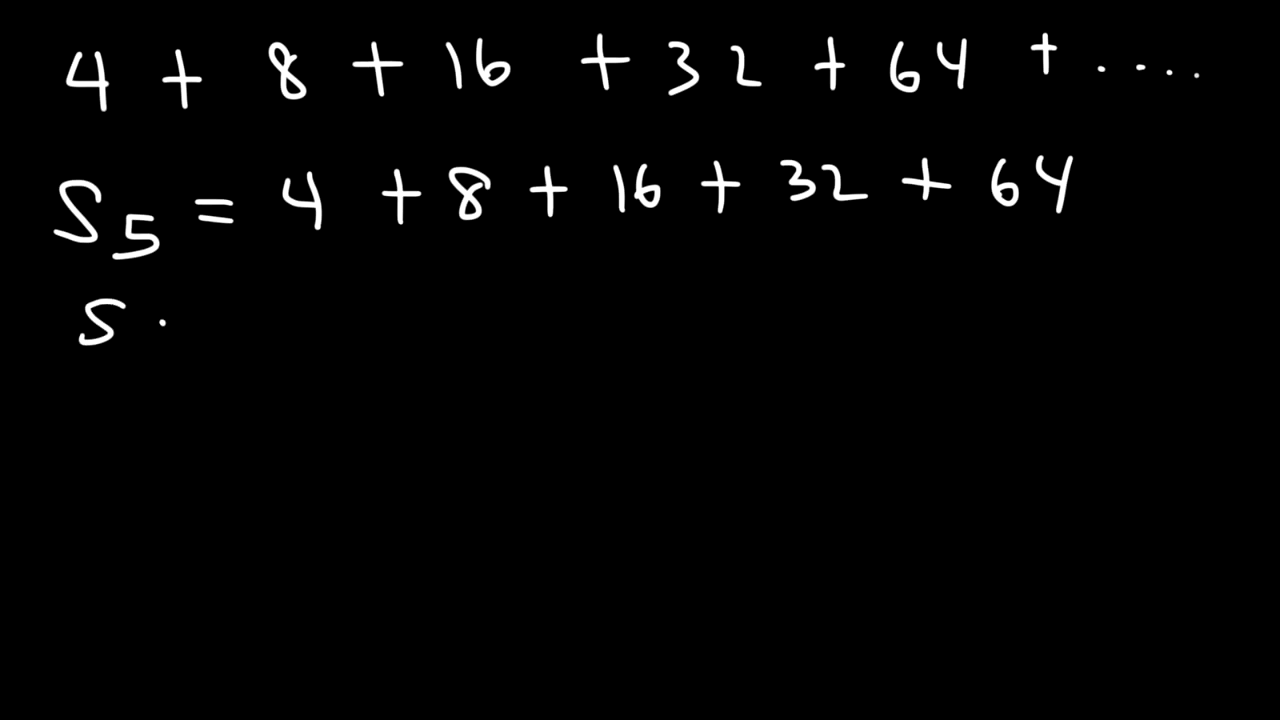 4 + 8 + 16 + 32 + 64 + ....
S5 = 4 + 8 + 16 + 32 + 64
S .